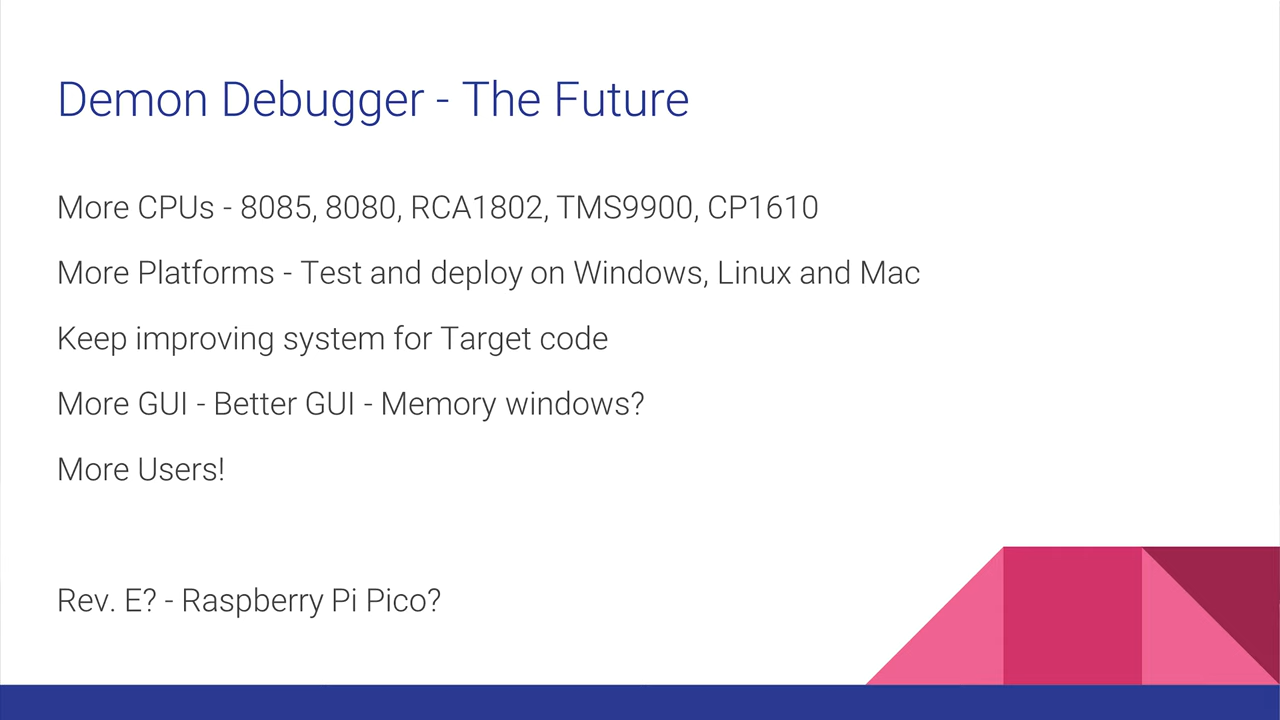 Demon Debugger - The Future
More CPUs - 8085, 8080, RCA1802, TMS9900, CP1610
More Platforms - Test and deploy on Windows, Linux and Mac
Keep improving system for Target code
More GUI - Better GUI - Memory windows?
More Users!
Rev. E? - Raspberry Pi Pico?